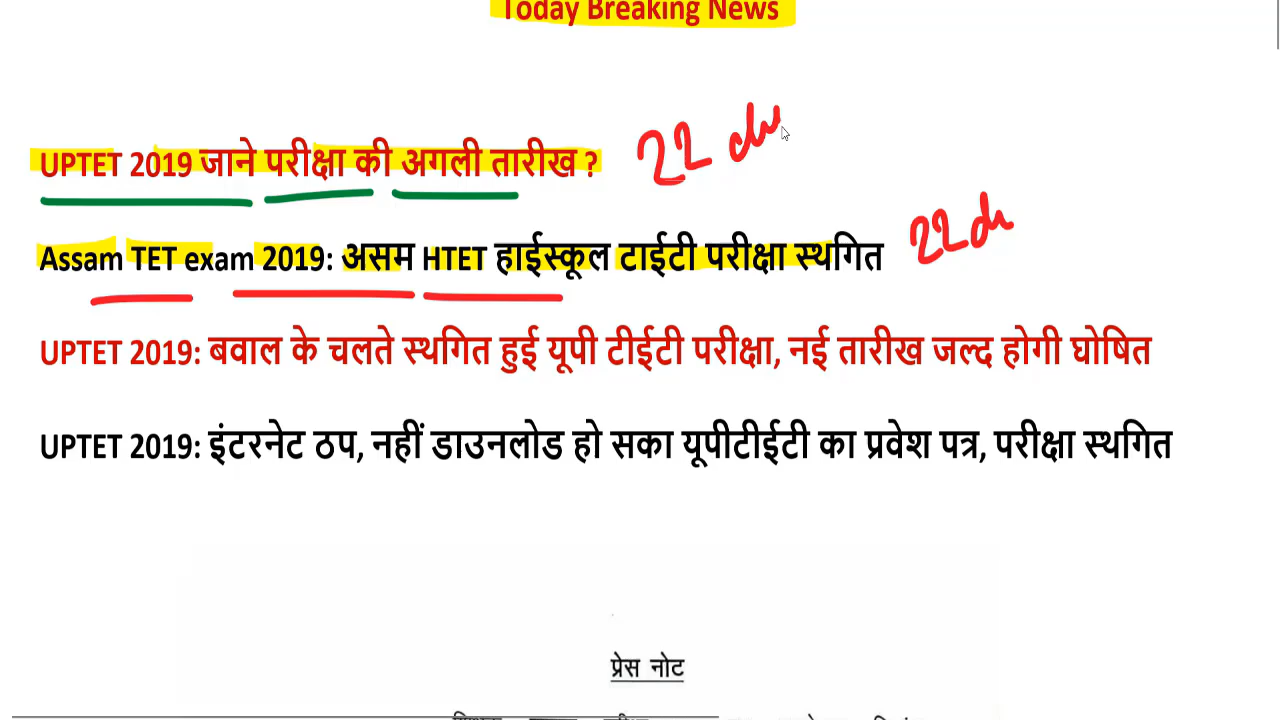 Today Breaking News
UPTET 2019 जाने परीक्षा की अगली तारीख ? 22
Assam TET exam 2019: असम HTET हाईस्कूल टाईटी परीक्षा स्थगित 22
UPTET 2019: बवाल के चलते स्थगित हुई यूपी टीईटी परीक्षा, नई तारीख जल्द होगी घोषित
UPTET 2019: इंटरनेट ठप, नहीं डाउनलोड हो सका यूपीटीईटी का प्रवेश पत्र, परीक्षा स्थगित
प्रेस नोट